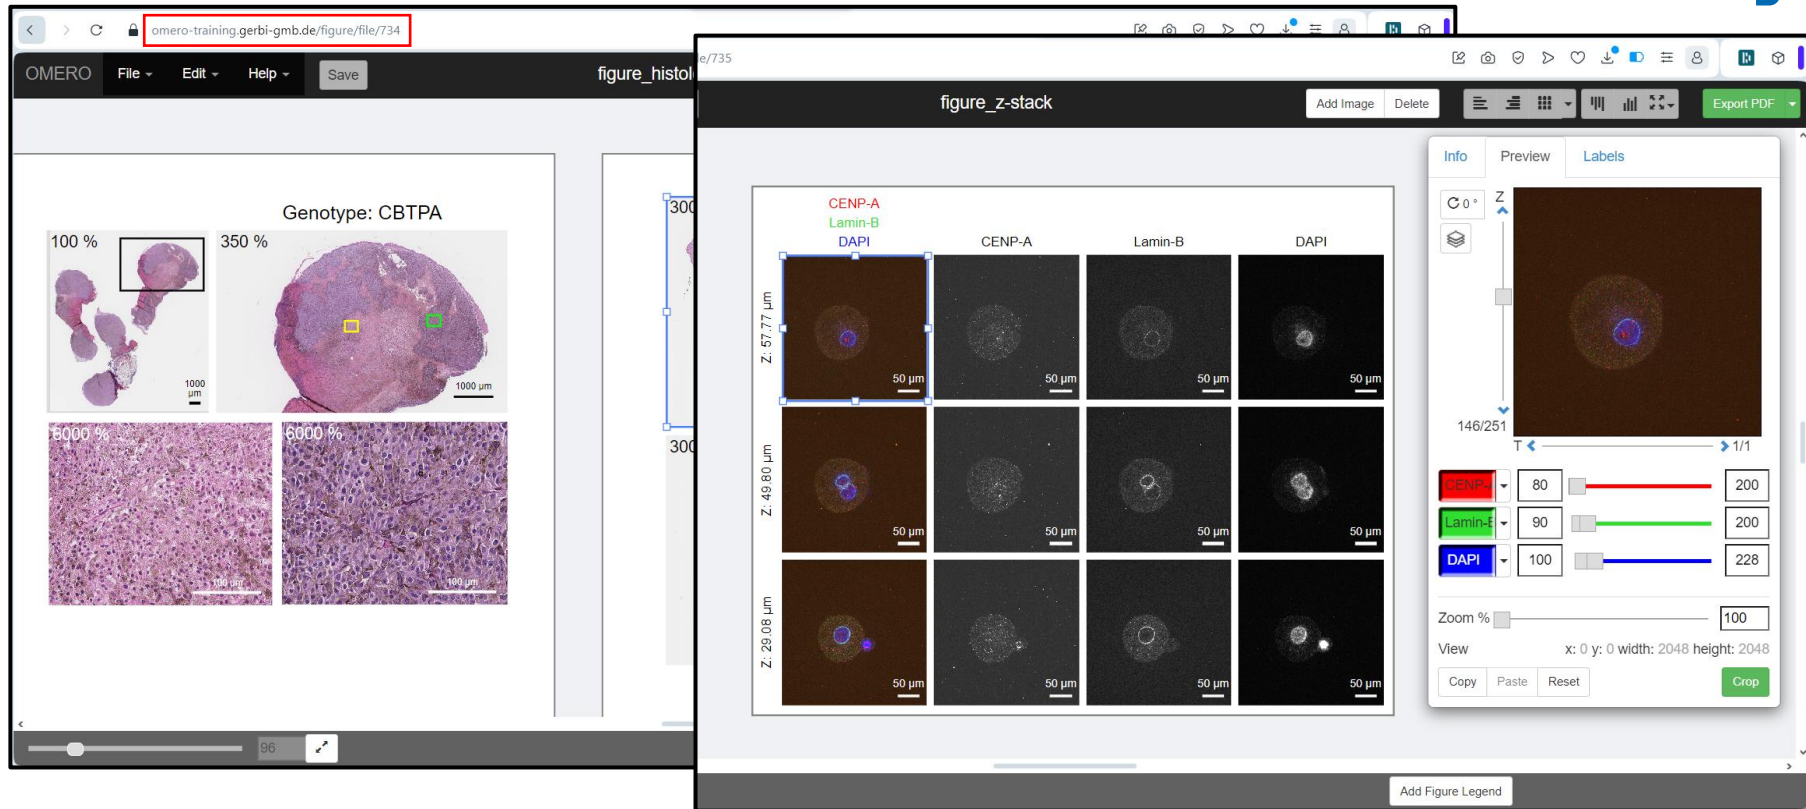 omero-training.gerbi-gmb.de/figure/file/734
OMERO File Edit Help Save
Genotype: CBTPA
100 %
350 %
1000
µm
1000 µm
6000 %
6000 %
100 µm
100 µm
96
300
300
/735
figure_z-stack
Add Image Delete
Export PDF
CENP-A
Lamin-B
DAPI
CENP-A
Lamin-B
DAPI
Z: 57.77 µm
50 µm
50 µm
50 µm
50 µm
Z: 49.80 µm
50 µm
50 µm
50 µm
50 µm
Z: 29.08 µm
50 µm
50 µm
50 µm
50 µm
Info Preview Labels
0 °
Z
146/251
T 1/1
CENP-
80
200
Lamin-B
90
200
DAPI
100
228
Zoom %
100
View x: 0 y: 0 width: 2048 height: 2048
Copy Paste Reset Crop
Add Figure Legend